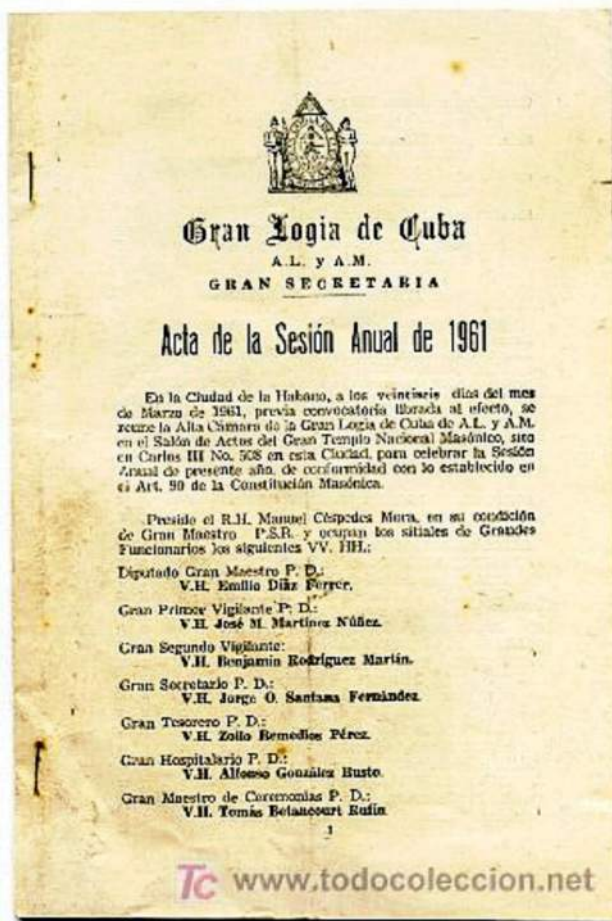 Gran Logia de Cuba
A.L. y A.M.
GRAN SECRETARIA
Acta de la Sesión Anual de 1961
En la Ciudad de la Habana, a los veintiseis días del mes
de Marzo de 1961, previa convocatoria librada al efecto, se
reune la Alta Cámara de la Gran Logia de Cuba de A.L. y A.M.
en el Salón de Actos del Gran Templo Nacional Masónico, sito
en Carlos III No. 508 en esta Ciudad, para celebrar la Sesión
Anual de presente año, de conformidad con lo establecido en
el Art. 90 de la Constitución Masónica.
Preside el R.H. Manuel Céspedes Mora, en su condición
de Gran Maestro P.S.R. y ocupan los sitiales de Grandes
Funcionarios los siguientes VV. HH.:
Diputado Gran Maestro P. D.:
V.H. Emilio Díaz Ferrer.
Gran Primer Vigilante P. D.:
V.H. José M. Martínez Núñez.
Gran Segundo Vigilante:
V.H. Benjamín Rodríguez Martín.
Gran Secretario P. D.:
V.H. Jorge O. Santana Fernández.
Gran Tesorero P. D.:
V.H. Zoilo Remedios Pérez.
Gran Hospitalario P. D.:
V.H. Alfonso González Busto.
Gran Maestro de Ceremonias P. D.:
V.H. Tomás Betancourt Rufin.
1
Tc www.todocoleccion.net